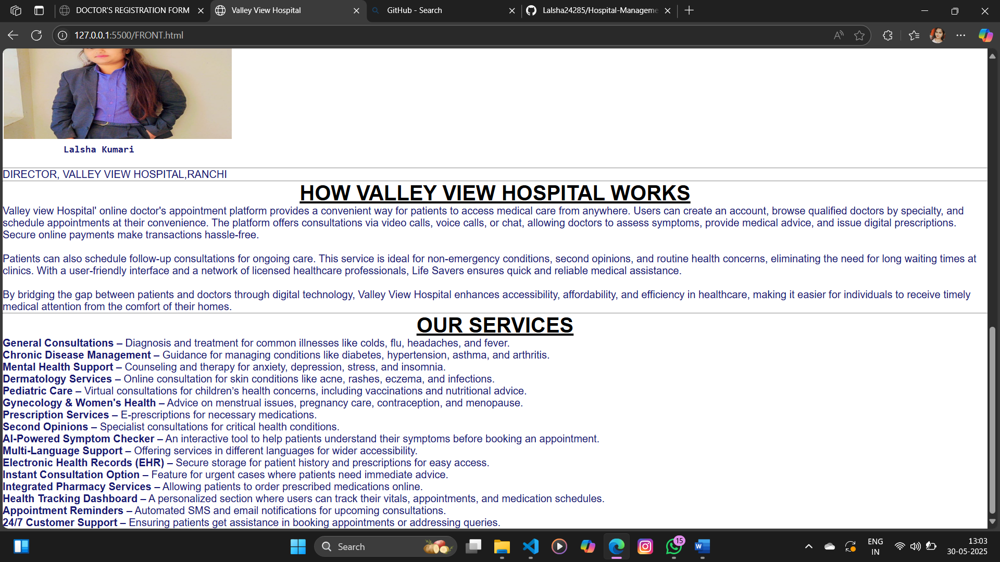 DOCTOR'S REGISTRATION FORM
Valley View Hospital
GitHub - Search
Lalsha24285/Hospital-Manageme
127.0.0.1:5500/FRONT.html
Lalsha Kumari
DIRECTOR, VALLEY VIEW HOSPITAL,RANCHI
HOW VALLEY VIEW HOSPITAL WORKS
Valley view Hospital' online doctor's appointment platform provides a convenient way for patients to access medical care from anywhere. Users can create an account, browse qualified doctors by specialty, and
schedule appointments at their convenience. The platform offers consultations via video calls, voice calls, or chat, allowing doctors to assess symptoms, provide medical advice, and issue digital prescriptions.
Secure online payments make transactions hassle-free.
Patients can also schedule follow-up consultations for ongoing care. This service is ideal for non-emergency conditions, second opinions, and routine health concerns, eliminating the need for long waiting times at
clinics. With a user-friendly interface and a network of licensed healthcare professionals, Life Savers ensures quick and reliable medical assistance.
By bridging the gap between patients and doctors through digital technology, Valley View Hospital enhances accessibility, affordability, and efficiency in healthcare, making it easier for individuals to receive timely
medical attention from the comfort of their homes.
OUR SERVICES
General Consultations – Diagnosis and treatment for common illnesses like colds, flu, headaches, and fever.
Chronic Disease Management – Guidance for managing conditions like diabetes, hypertension, asthma, and arthritis.
Mental Health Support – Counseling and therapy for anxiety, depression, stress, and insomnia.
Dermatology Services – Online consultation for skin conditions like acne, rashes, eczema, and infections.
Pediatric Care – Virtual consultations for children’s health concerns, including vaccinations and nutritional advice.
Gynecology & Women's Health – Advice on menstrual issues, pregnancy care, contraception, and menopause.
Prescription Services – E-prescriptions for necessary medications.
Second Opinions – Specialist consultations for critical health conditions.
AI-Powered Symptom Checker – An interactive tool to help patients understand their symptoms before booking an appointment.
Multi-Language Support – Offering services in different languages for wider accessibility.
Electronic Health Records (EHR) – Secure storage for patient history and prescriptions for easy access.
Instant Consultation Option – Feature for urgent cases where patients need immediate advice.
Integrated Pharmacy Services – Allowing patients to order prescribed medications online.
Health Tracking Dashboard – A personalized section where users can track their vitals, appointments, and medication schedules.
Appointment Reminders – Automated SMS and email notifications for upcoming consultations.
24/7 Customer Support – Ensuring patients get assistance in booking appointments or addressing queries.
Search
15
ENG
IN
13:03
30-05-2025